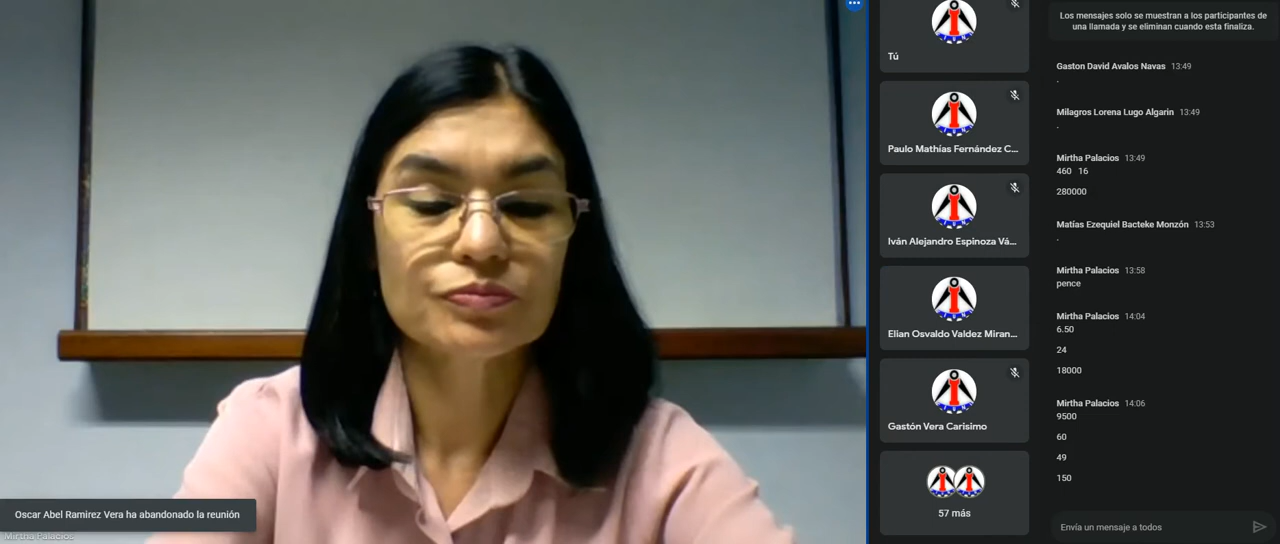 Oscar Abel Ramirez Vera ha abandonado la reunión
Mirtha Palacios
Tú
Paulo Mathías Fernández C...
Iván Alejandro Espinoza Vá...
Elian Osvaldo Valdez Miran...
Gastón Vera Carisimo
57 más
Los mensajes solo se muestran a los participantes de
una llamada y se eliminan cuando esta finaliza.
Gaston David Avalos Navas 13:49
.
Milagros Lorena Lugo Algarin 13:49
.
Mirtha Palacios 13:49
460 16
280000
Matías Ezequiel Bacteke Monzón 13:53
.
Mirtha Palacios 13:58
pence
Mirtha Palacios 14:04
6.50
24
18000
Mirtha Palacios 14:06
9500
60
49
150
Envía un mensaje a todos